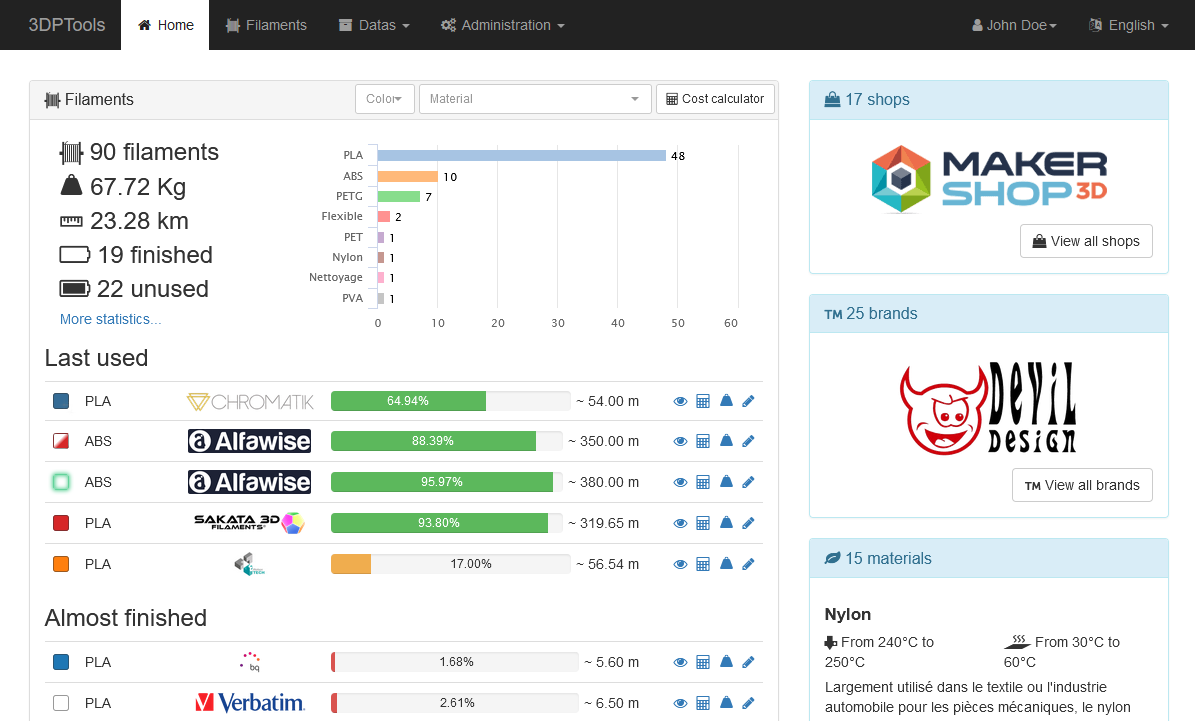 3DPTools Home Filaments Datas Administration John Doe English
Filaments Color Material Cost calculator
90 filaments
67.72 Kg
23.28 km
19 finished
22 unused
More statistics...
PLA 48
ABS 10
PETG 7
Flexible 2
PET 1
Nylon 1
Nettoyage 1
PVA 1
0 10 20 30 40 50 60
Last used
PLA CHROMATIK 64.94% ~ 54.00 m
ABS Alfawise 88.39% ~ 350.00 m
ABS Alfawise 95.97% ~ 380.00 m
PLA SAKATA 3D FILAMENTS 93.80% ~ 319.65 m
PLA 17.00% ~ 56.54 m
Almost finished
PLA bq 1.68% ~ 5.60 m
PLA Verbatim. 2.61% ~ 6.50 m
17 shops
MAKER
SHOP 3D
View all shops
TM 25 brands
DEVIL
DESIGN
TM View all brands
15 materials
Nylon
From 240°C to
250°C
From 30°C to
60°C
Largement utilisé dans le textile ou l'industrie
automobile pour les pièces mécaniques, le nylon